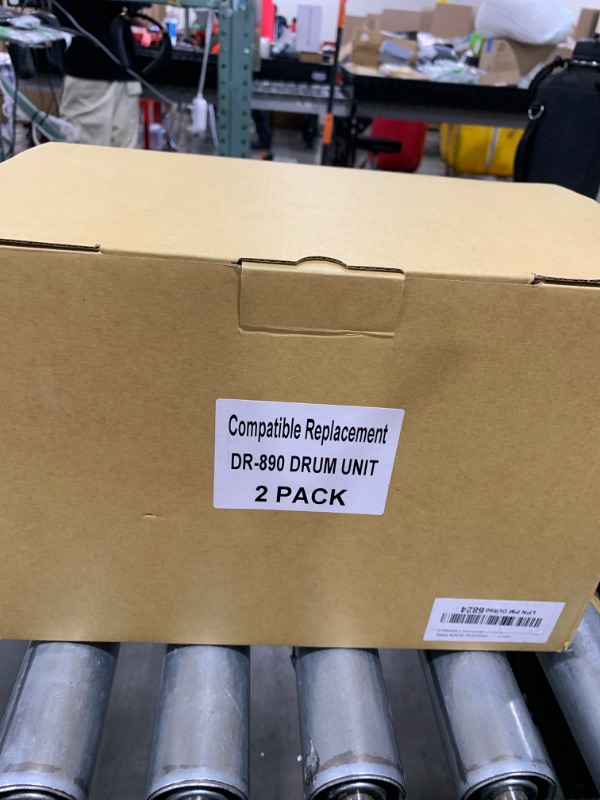 Compatible Replacement
DR-890 DRUM UNIT
2 PACK
6824